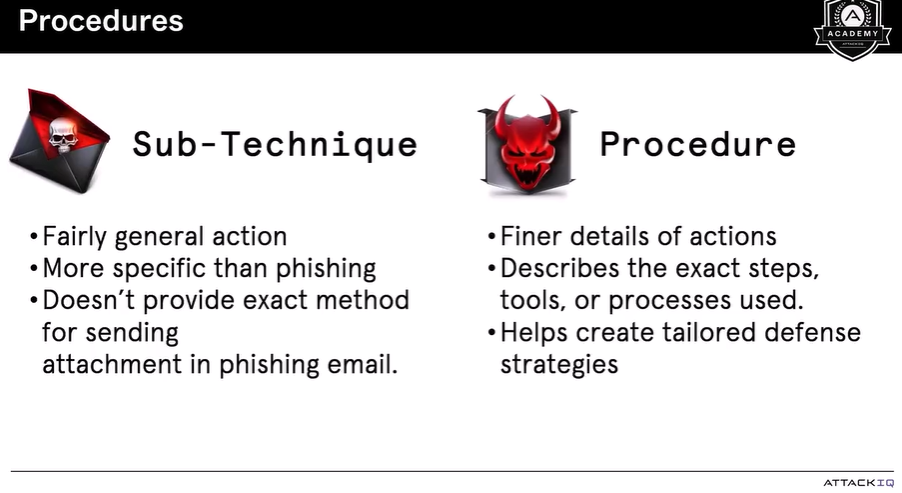 Procedures
ACADEMY
Sub-Technique
• Fairly general action
• More specific than phishing
• Doesn't provide exact method
for sending
attachment in phishing email.
Procedure
• Finer details of actions
• Describes the exact steps,
tools, or processes used.
• Helps create tailored defense
strategies
ATTACKIQ